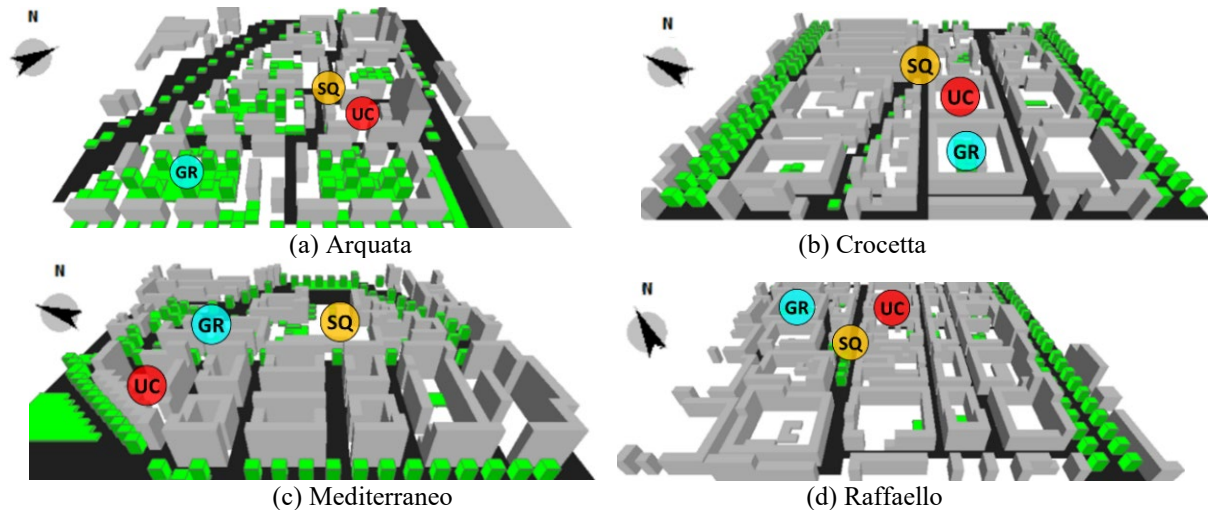 N
SQ
UC
GR
(a) Arquata
N
SQ
UC
GR
(b) Crocetta
N
GR
SQ
UC
(c) Mediterraneo
N
GR
UC
SQ
(d) Raffaello